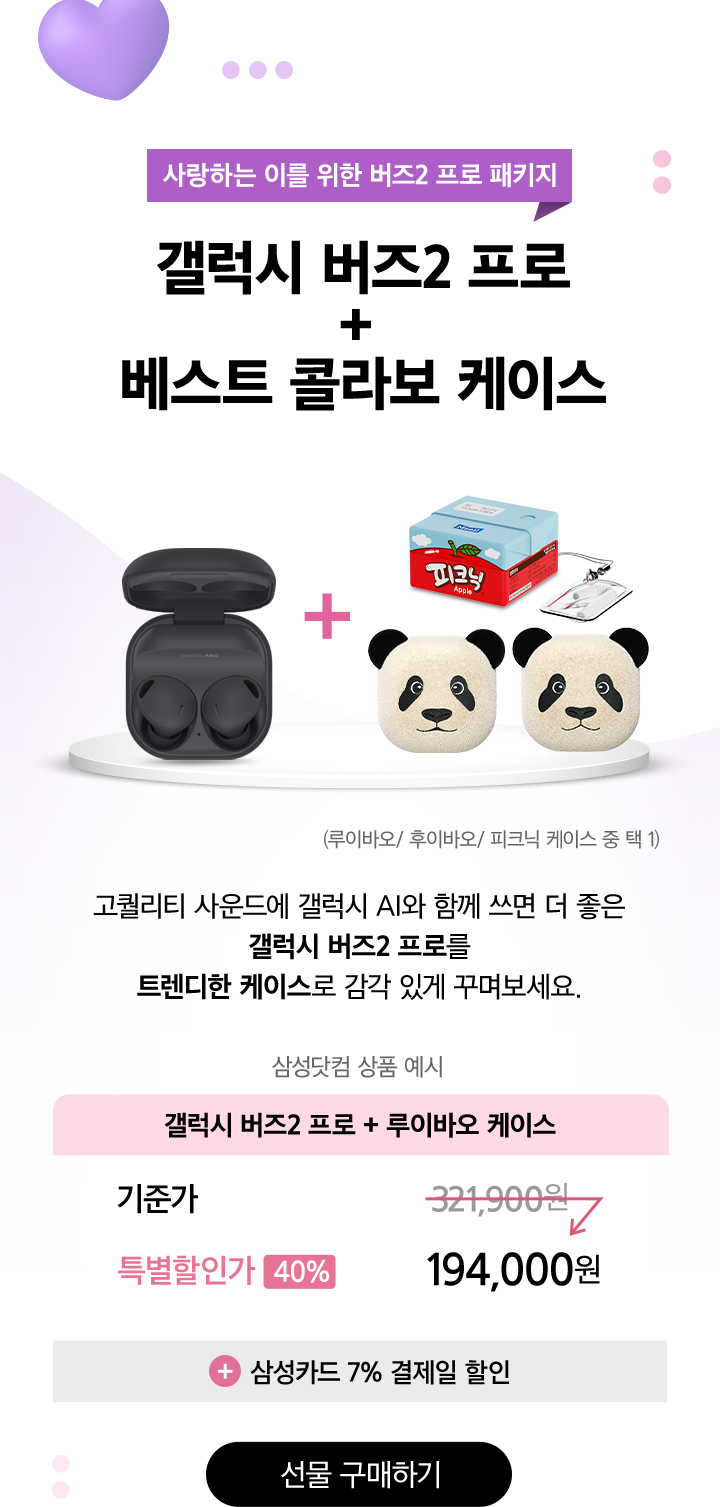 사랑하는 이를 위한 버즈2 프로 패키지
갤럭시 버즈2 프로
+
베스트 콜라보 케이스
피크닉
Apple
+
(루이바오/ 후이바오/ 피크닉 케이스 중 택 1)
고퀄리티 사운드에 갤럭시 AI와 함께 쓰면 더 좋은
갤럭시 버즈2 프로를
트렌디한 케이스로 감각 있게 꾸며보세요.
삼성닷컴 상품 예시
갤럭시 버즈2 프로 + 루이바오 케이스
기준가 321,900원
특별할인가 40% 194,000원
+ 삼성카드 7% 결제일 할인
선물 구매하기